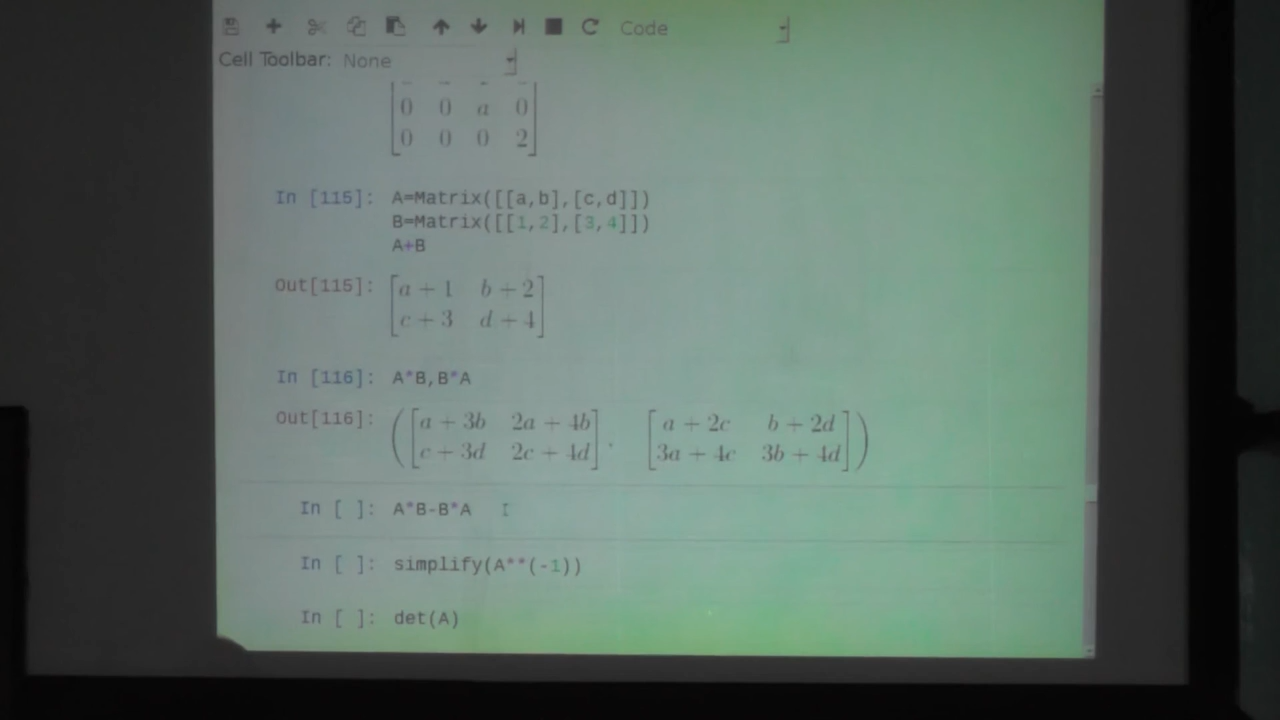 Code
Cell Toolbar: None
0 0 a 0
0 0 0 2
In [115]: A=Matrix([[a,b],[c,d]])
B=Matrix([[1,2],[3,4]])
A+B
Out[115]: [a + 1 b + 2
c + 3 d + 4]
In [116]: A*B,B*A
Out[116]: ([a + 3b 2a + 4b
c + 3d 2c + 4d], [a + 2c b + 2d
3a + 4c 3b + 4d])
In [ ]: A*B-B*A
In [ ]: simplify(A**(-1))
In [ ]: det(A)